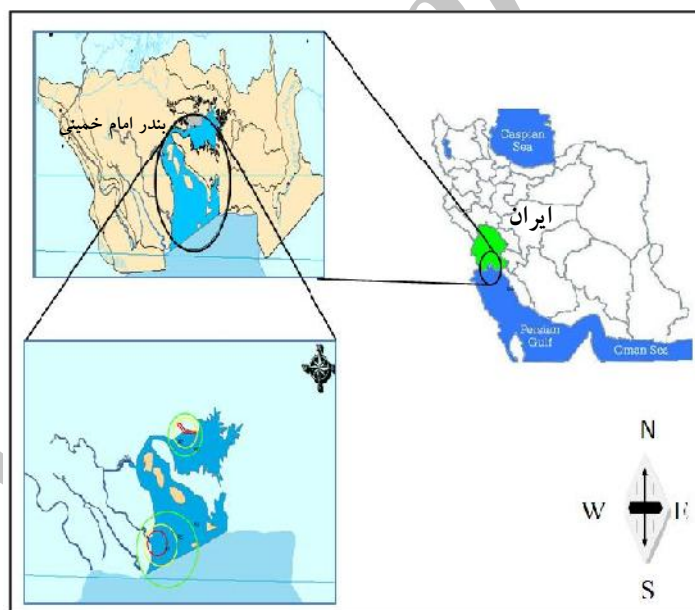 بندر امام خمینی
Caspian
Sea
ایران
Persian
Gulf
Oman Sea
N
W
E
S